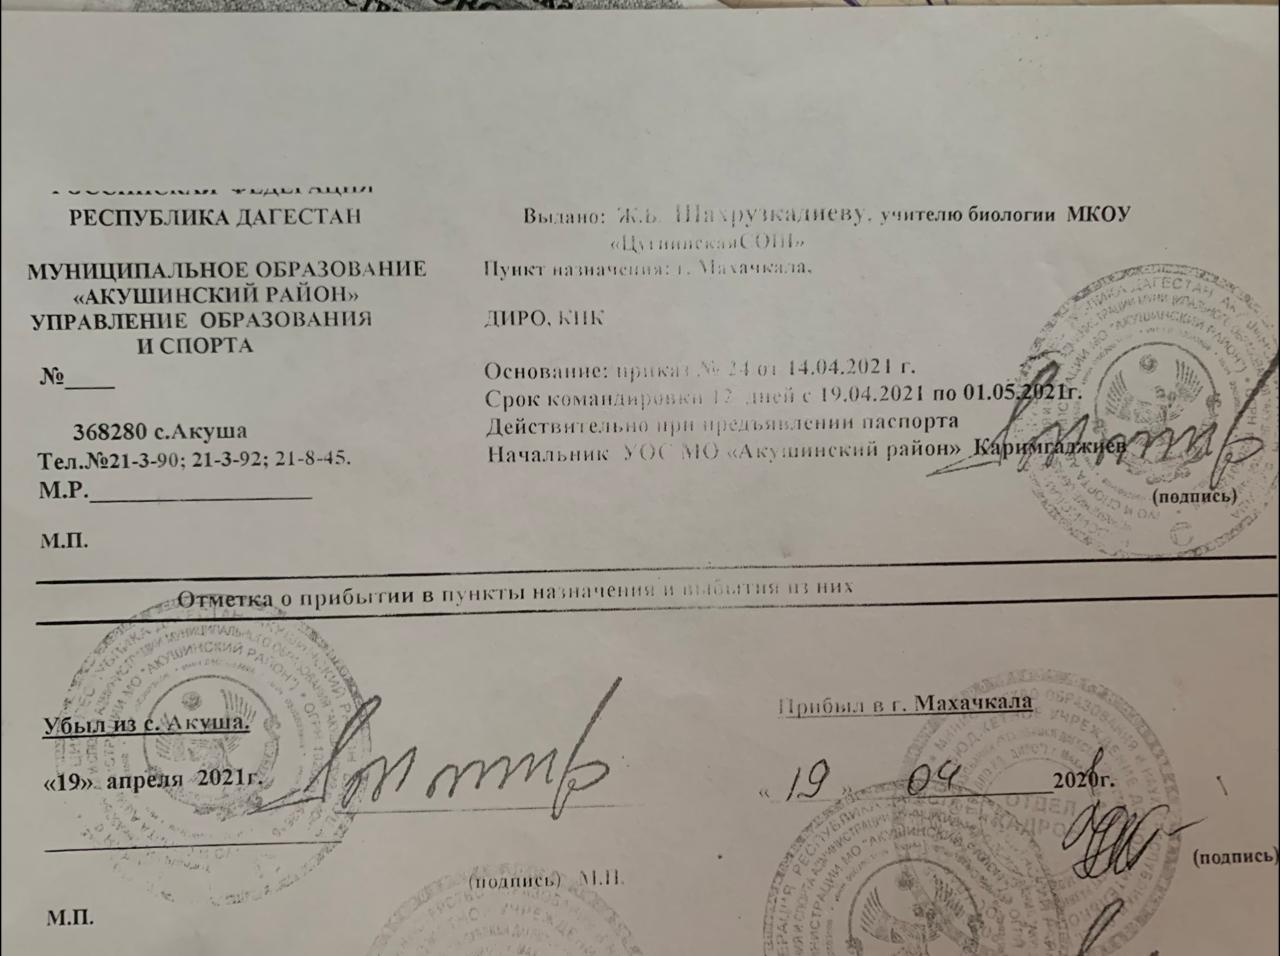 РОССИЙСКАЯ ФЕДЕРАЦИЯ
РЕСПУБЛИКА ДАГЕСТАН
МУНИЦИПАЛЬНОЕ ОБРАЗОВАНИЕ
«АКУШИНСКИЙ РАЙОН»
УПРАВЛЕНИЕ ОБРАЗОВАНИЯ
И СПОРТА
№____
368280 с.Акуша
Тел.№21-3-90; 21-3-92; 21-8-45.
М.Р.
М.П.
Выдано: Ж.Б. Шахрузкадиеву, учителю биологии МКОУ
«ЦугнинскаяСОШ»
Пункт назначения: г. Махачкала,
ДИРО, КПК
Основание: приказ № 24 от 14.04.2021 г.
Срок командировки 12 дней с 19.04.2021 по 01.05.2021г.
Действительно при предъявлении паспорта
Начальник УОС МО «Акушинский район» Каримгаджиев
(подпись)
Отметка о прибытии в пункты назначения и выбытия из них
Убыл из с. Акуша.
«19» апреля 2021г.
(подпись) М.П.
М.П.
Прибыл в г. Махачкала
« 19 » 04 2020г.
(подпись)